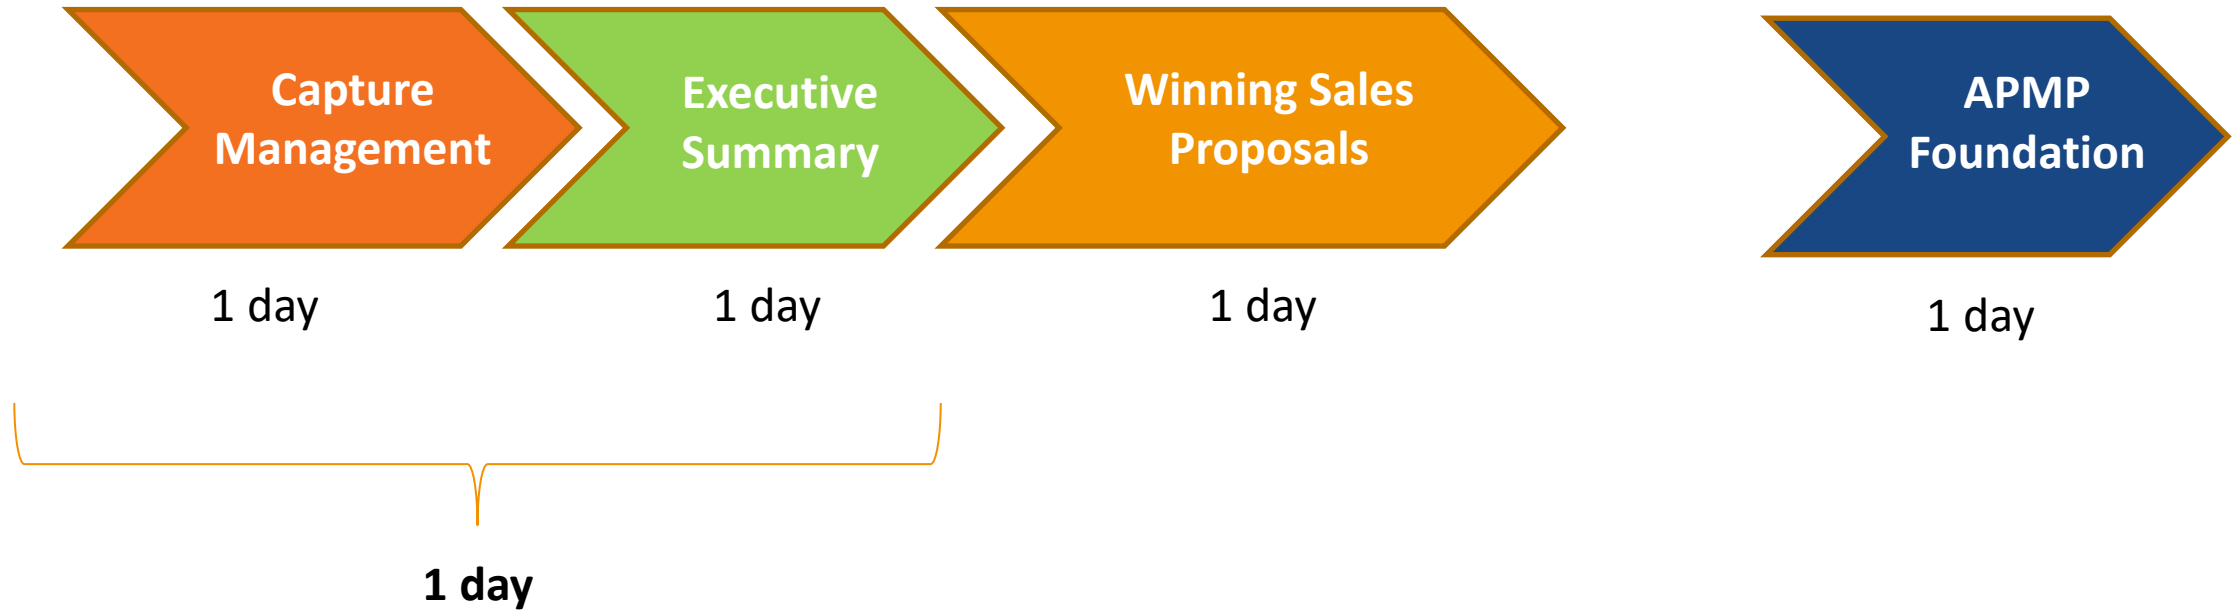 Capture
Management
Executive
Summary
Winning Sales
Proposals
APMP
Foundation
1 day
1 day
1 day
1 day
1 day